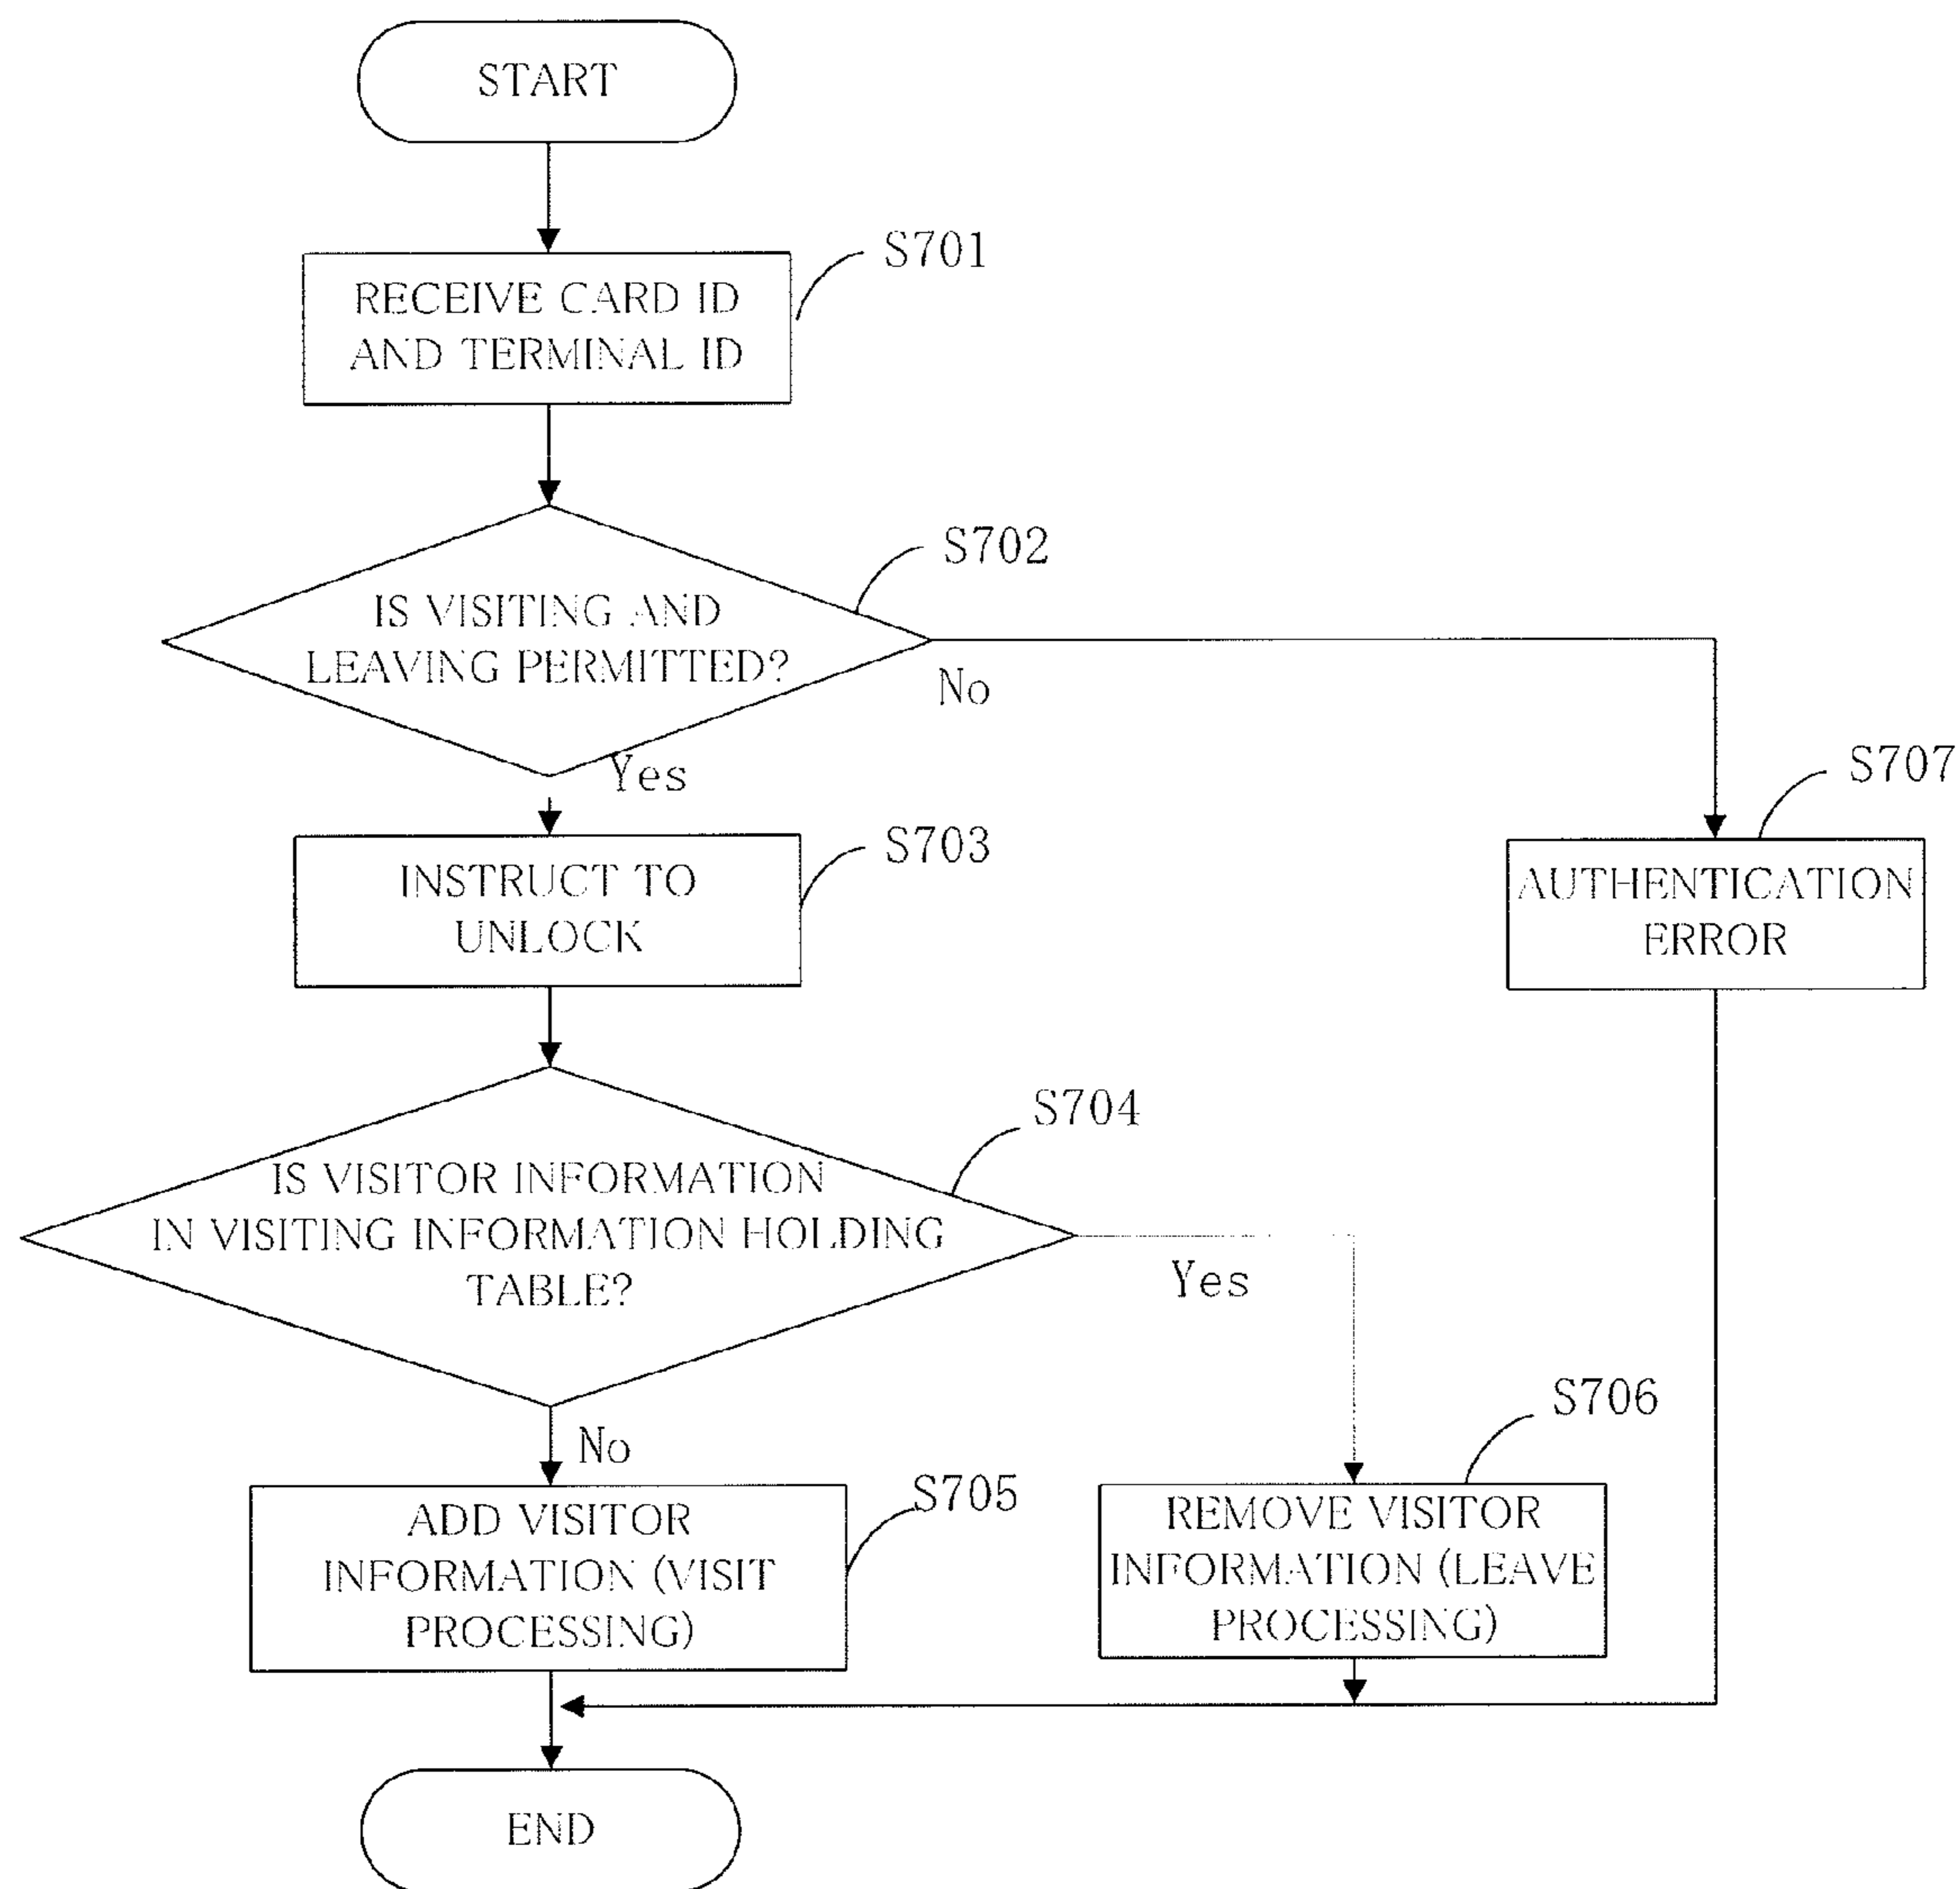 START
S701
RECEIVE CARD ID
AND TERMINAL ID
S702
IS VISITING AND
LEAVING PERMITTED?
No
Yes
S707
S703
INSTRUCT TO
UNLOCK
AUTHENTICATION
ERROR
S704
IS VISITOR INFORMATION
IN VISITING INFORMATION HOLDING
TABLE?
Yes
S706
No
S705
ADD VISITOR
INFORMATION (VISIT
PROCESSING)
REMOVE VISITOR
INFORMATION (LEAVE
PROCESSING)
END